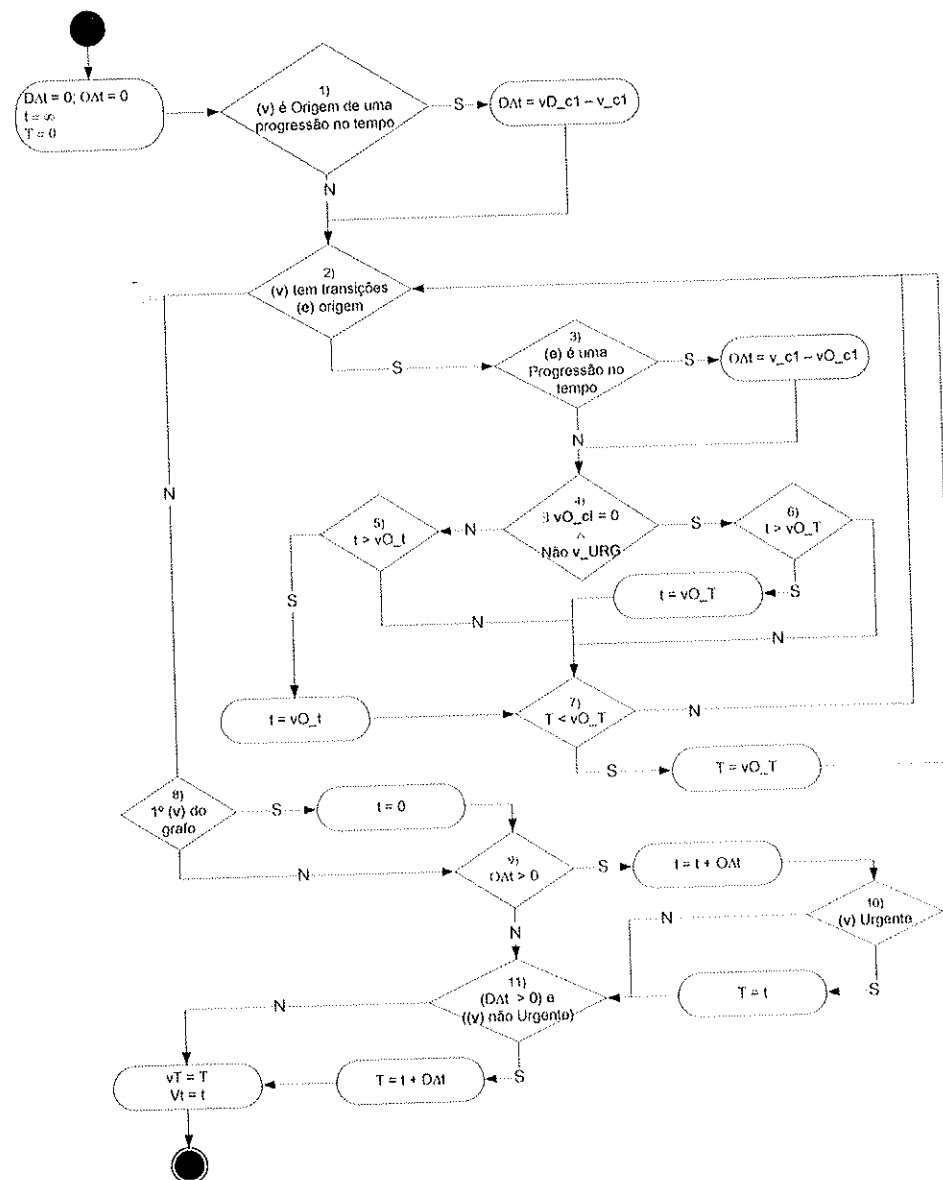 DΔt = 0; OΔt = 0
t = ∞
T = 0
1)
(v) é Origem de uma
progressão no tempo
S
OΔt = vD_c1 – v_c1
N
2)
(v) tem transições
(e) origem
S
3)
(e) é uma
Progressão no
tempo
S
OΔt = v_c1 – vO_c1
N
N
4)
∃ vO_cl = 0
^
Não v_URG
N
5)
t > vO_t
S
6)
t > vO_T
S
S
t = vO_T
N
N
t = vO_t
7)
T < vO_T
N
S
T = vO_T
8)
1º (v) do
grafo
S
t = 0
N
9)
OΔt > 0
S
t = t + OΔt
10)
(v) Urgente
N
N
S
T = t
11)
(DΔt > 0) e
((v) não Urgente)
N
S
T = t + OΔt
vT = T
Vt = t